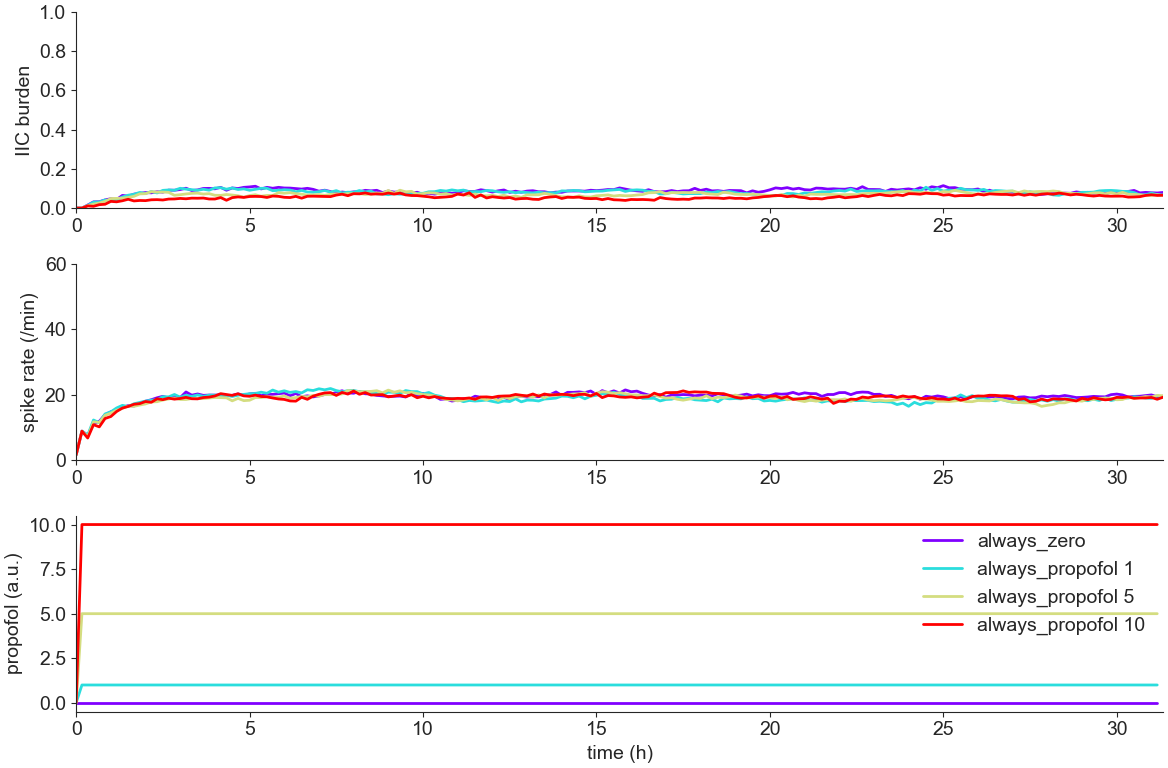 1.0
0.8
0.6
0.4
0.2
0.0
IIC burden
0 5 10 15 20 25 30
60
40
20
0
spike rate (/min)
0 5 10 15 20 25 30
10.0
7.5
5.0
2.5
0.0
propofol (a.u.)
always_zero
always_propofol 1
always_propofol 5
always_propofol 10
0 5 10 15 20 25 30
time (h)